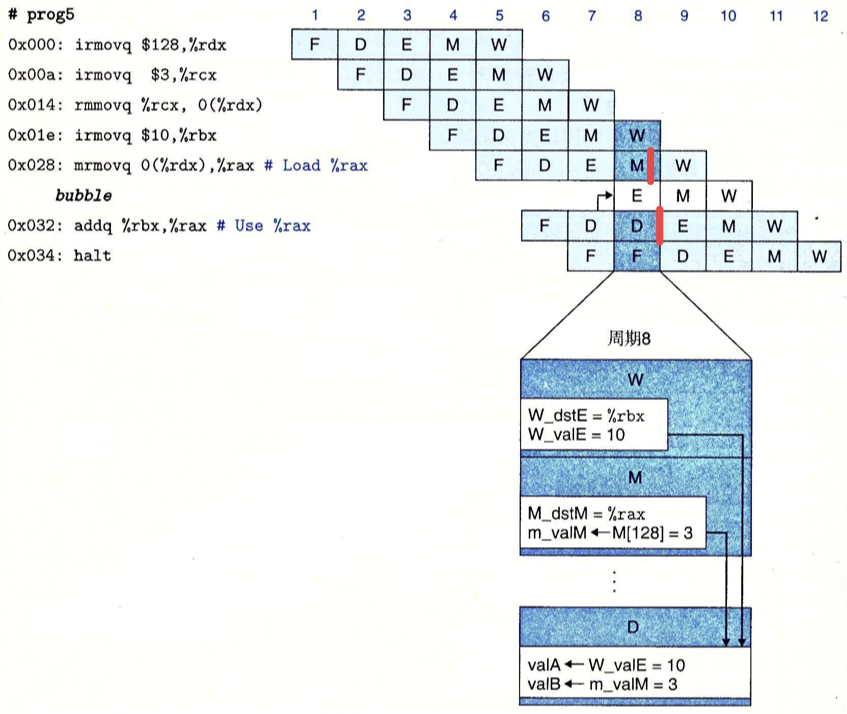 # prog5 1 2 3 4 5 6 7 8 9 10 11 12
0x000: irmovq $128,%rdx F D E M W
0x00a: irmovq $3,%rcx F D E M W
0x014: rmmovq %rcx, 0(%rdx) F D E M W
0x01e: irmovq $10,%rbx F D E M W
0x028: mrmovq 0(%rdx),%rax # Load %rax F D E M W
bubble E M W
0x032: addq %rbx,%rax # Use %rax F D D E M W
0x034: halt F F D E M W
周期8
W
W_dstE = %rbx
W_valE = 10
M
M_dstM = %rax
m_valM ← M[128] = 3
⋮
D
valA ← W_valE = 10
valB ← m_valM = 3